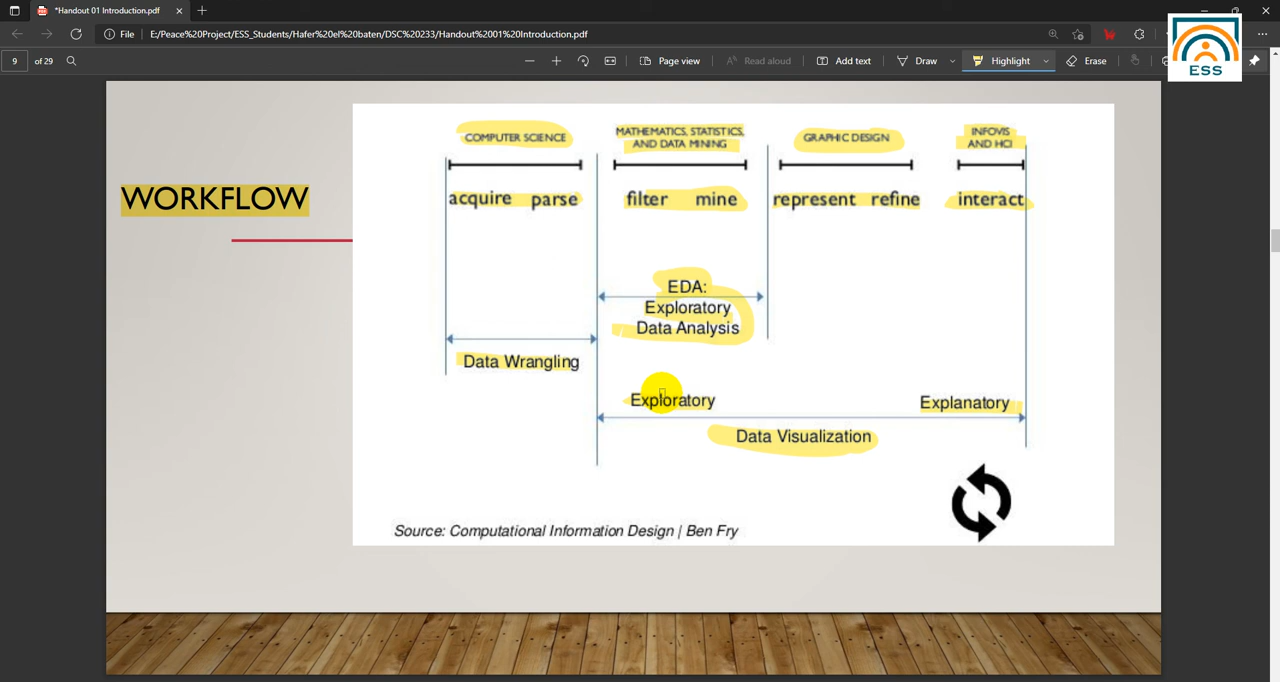 *Handout 01 Introduction.pdf
File
E:/Peace%20Project/ESS_Students/Hafer%20el%20baten/DSC%20233/Handout%2001%20Introduction.pdf
9 of 29
Page view
Read aloud
Add text
Draw
Highlight
Erase
ESS
COMPUTER SCIENCE
MATHEMATICS, STATISTICS,
AND DATA MINING
GRAPHIC DESIGN
INFOVIS
AND HCI
WORKFLOW
acquire parse
filter mine
represent refine
interact
EDA:
Exploratory
Data Analysis
Data Wrangling
Exploratory
Explanatory
Data Visualization
Source: Computational Information Design | Ben Fry